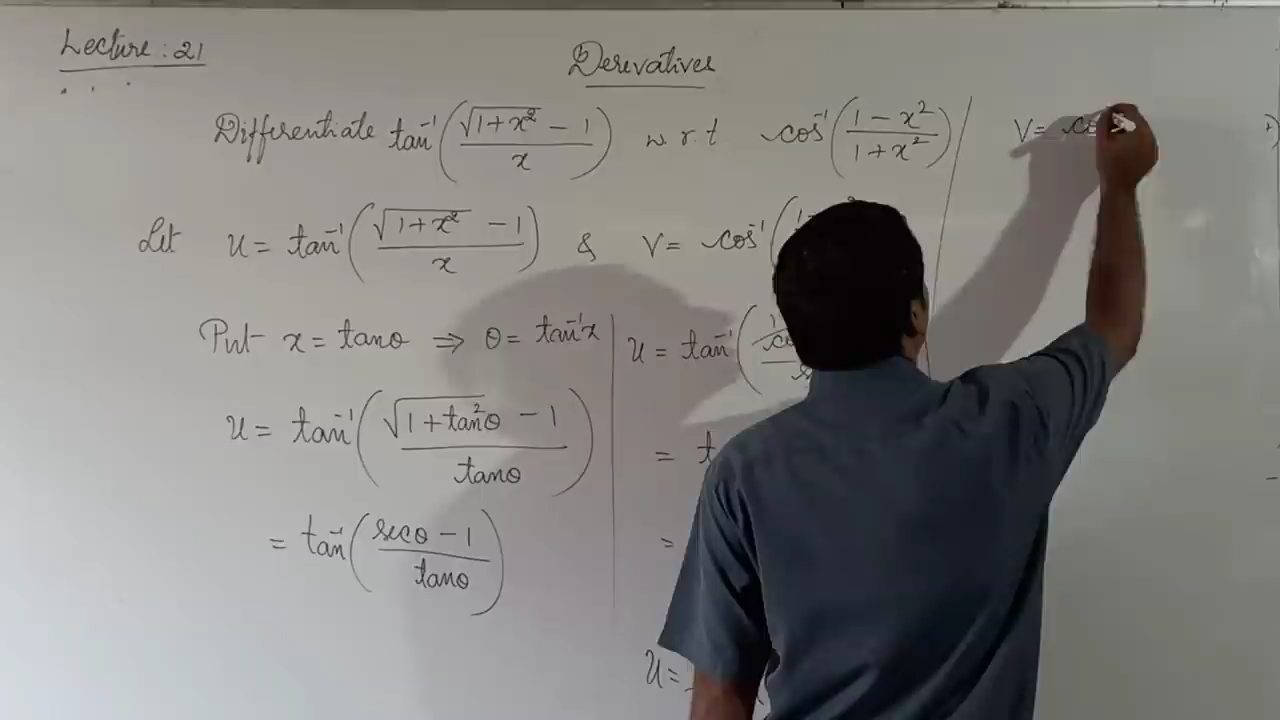 Lecture : 21
Derevatives
Differentiate tan⁻¹(√(1+x²) − 1 / x) w r.t cos⁻¹(1 − x² / 1 + x²)
Let u = tan⁻¹(√(1+x²) − 1 / x) & V = cos⁻¹(
Put x = tanθ ⇒ θ = tan⁻¹x
u = tan⁻¹(√(1+tan²θ) − 1 / tanθ)
= tan⁻¹(secθ − 1 / tanθ)
u = tan⁻¹(
=
=
u =
V =